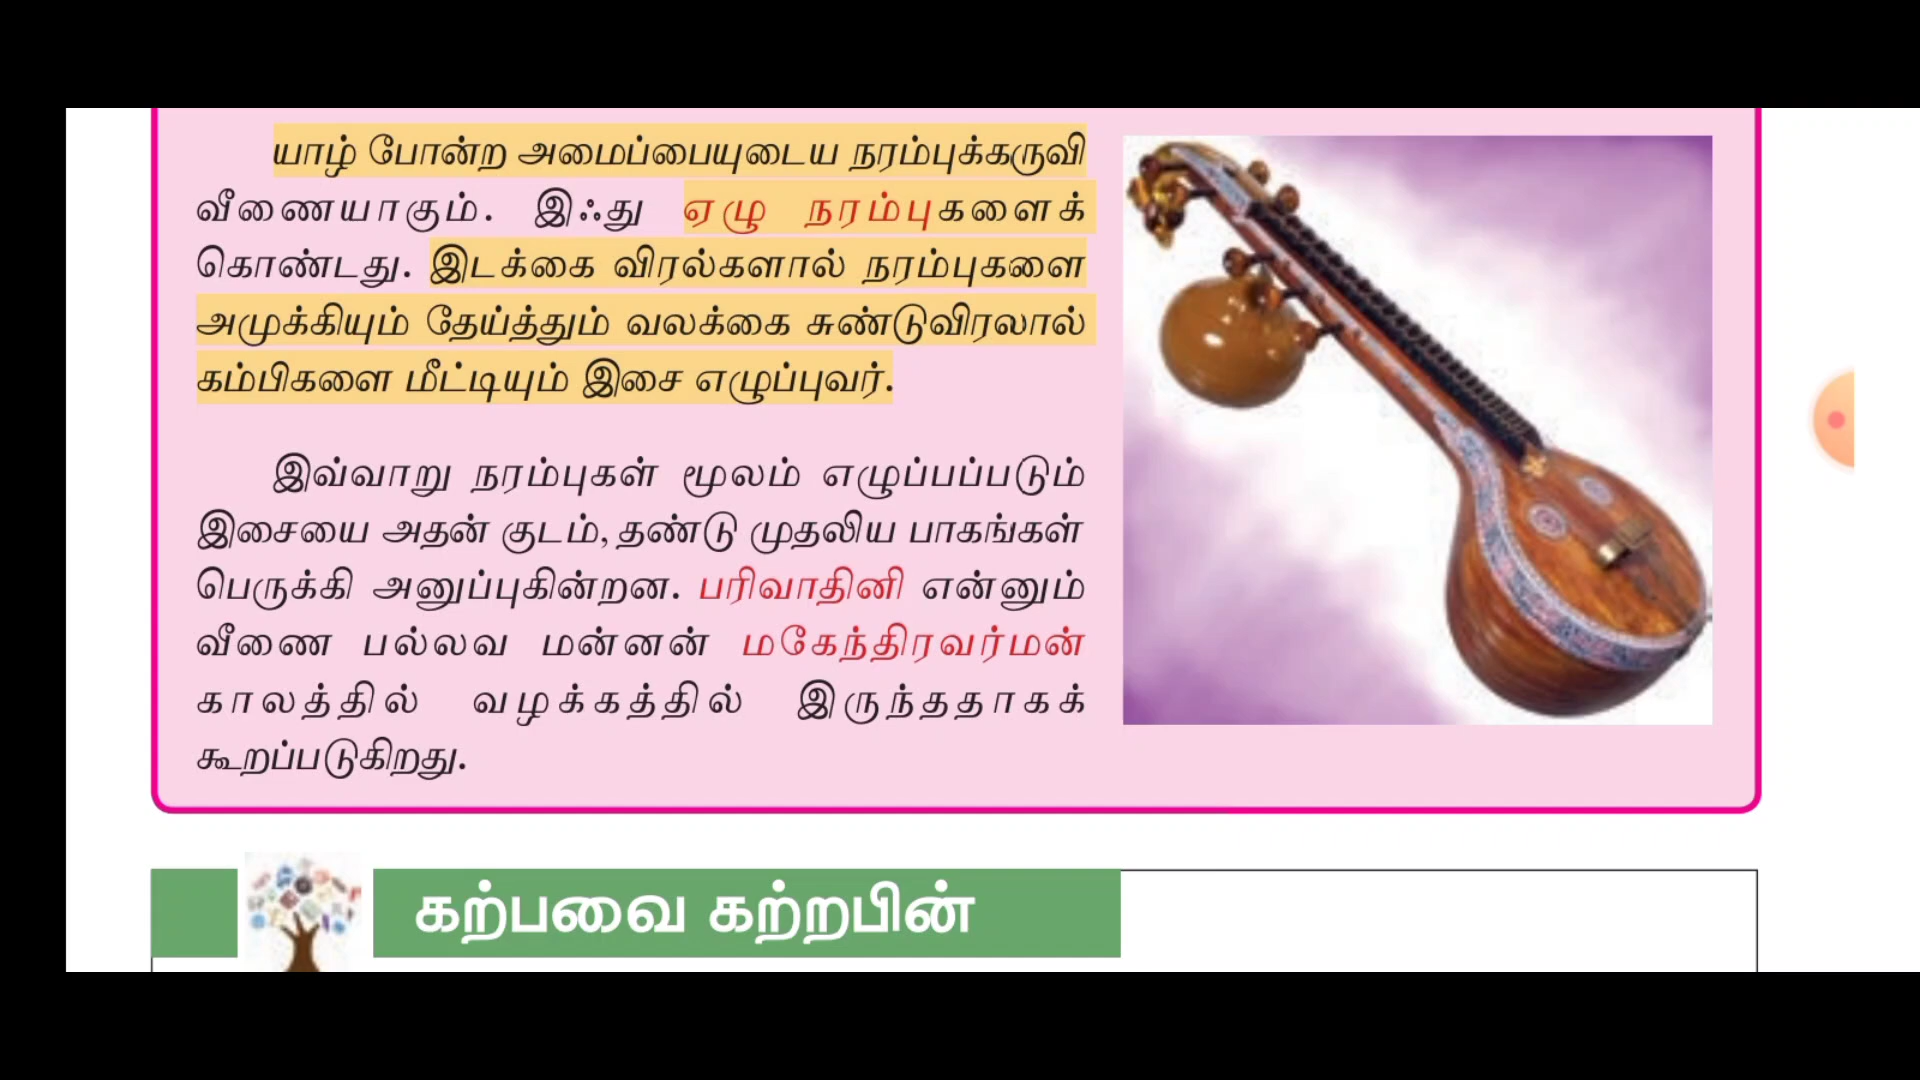 யாழ் போன்ற அமைப்பையுடைய நரம்புக்கருவி
வீணையாகும். இஃது ஏழு நரம்புகளைக்
கொண்டது. இடக்கை விரல்களால் நரம்புகளை
அமுக்கியும் தேய்த்தும் வலக்கை சுண்டுவிரலால்
கம்பிகளை மீட்டியும் இசை எழுப்புவர்.
இவ்வாறு நரம்புகள் மூலம் எழுப்பப்படும்
இசையை அதன் குடம், தண்டு முதலிய பாகங்கள்
பெருக்கி அனுப்புகின்றன. பரிவாதினி என்னும்
வீணை பல்லவ மன்னன் மகேந்திரவர்மன்
காலத்தில் வழக்கத்தில் இருந்ததாகக்
கூறப்படுகிறது.
கற்பவை கற்றபின்